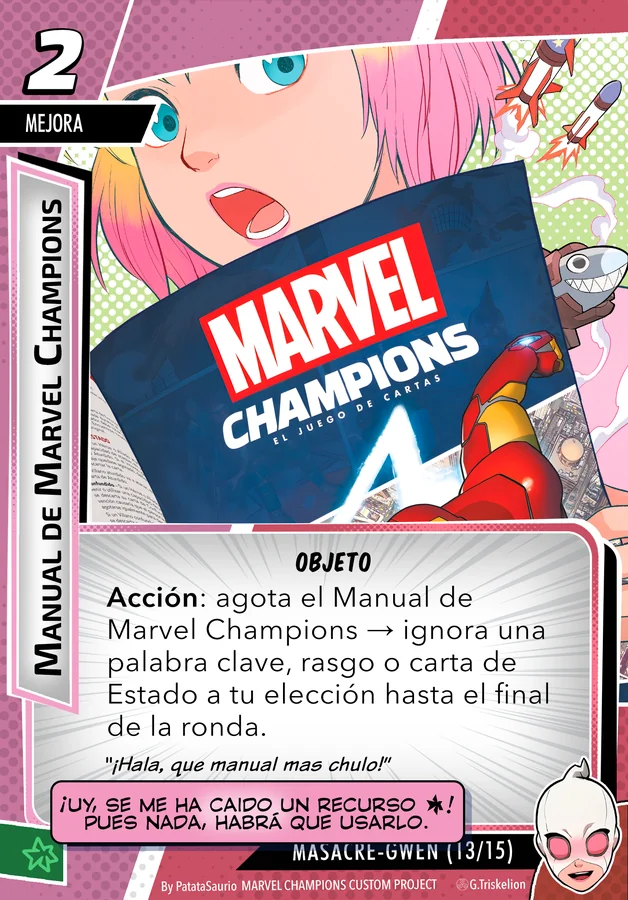 2
MEJORA
MANUAL DE MARVEL CHAMPIONS
MARVEL
CHAMPIONS
EL JUEGO DE CARTAS
OBJETO
Acción: agota el Manual de
Marvel Champions → ignora una
palabra clave, rasgo o carta de
Estado a tu elección hasta el final
de la ronda.
"¡Hala, que manual mas chulo!"
¡UY, SE ME HA CAIDO UN RECURSO !
PUES NADA, HABRÁ QUE USARLO.
MASACRE-GWEN (13/15)
By PatataSaurio MARVEL CHAMPIONS CUSTOM PROJECT G.Triskelion